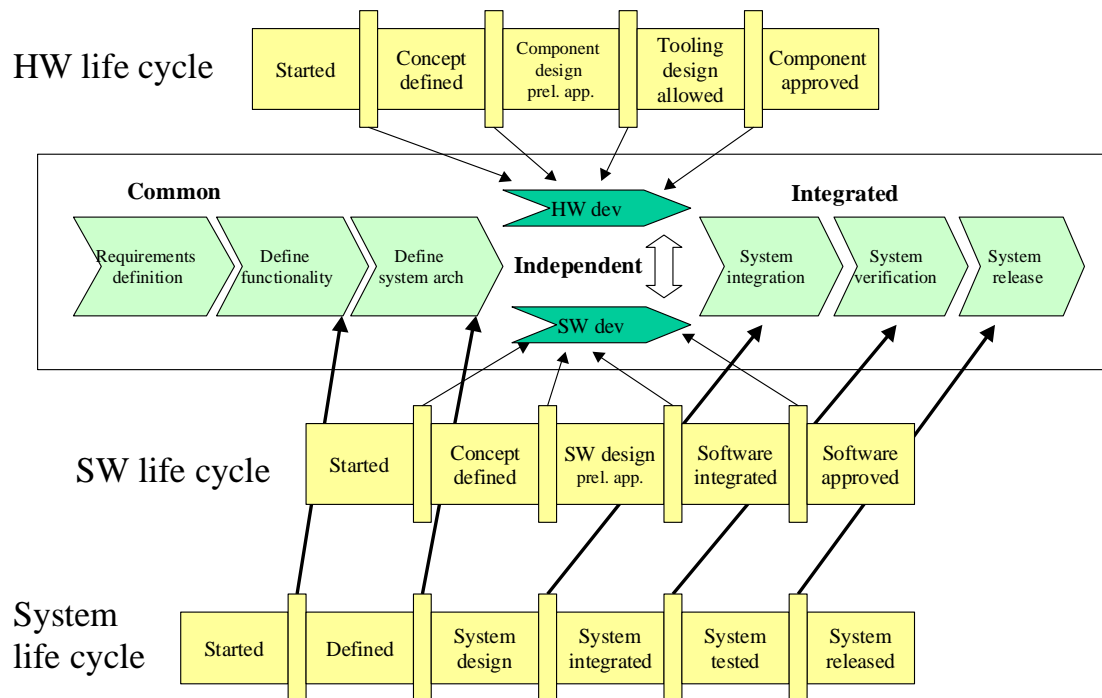 HW life cycle
Started
Concept
defined
Component
design
prel. app.
Tooling
design
allowed
Component
approved
Common
Integrated
HW dev
Requirements
definition
Define
functionality
Define
system arch
Independent
System
integration
System
verification
System
release
SW dev
SW life cycle
Started
Concept
defined
SW design
prel. app.
Software
integrated
Software
approved
System
life cycle
Started
Defined
System
design
System
integrated
System
tested
System
released